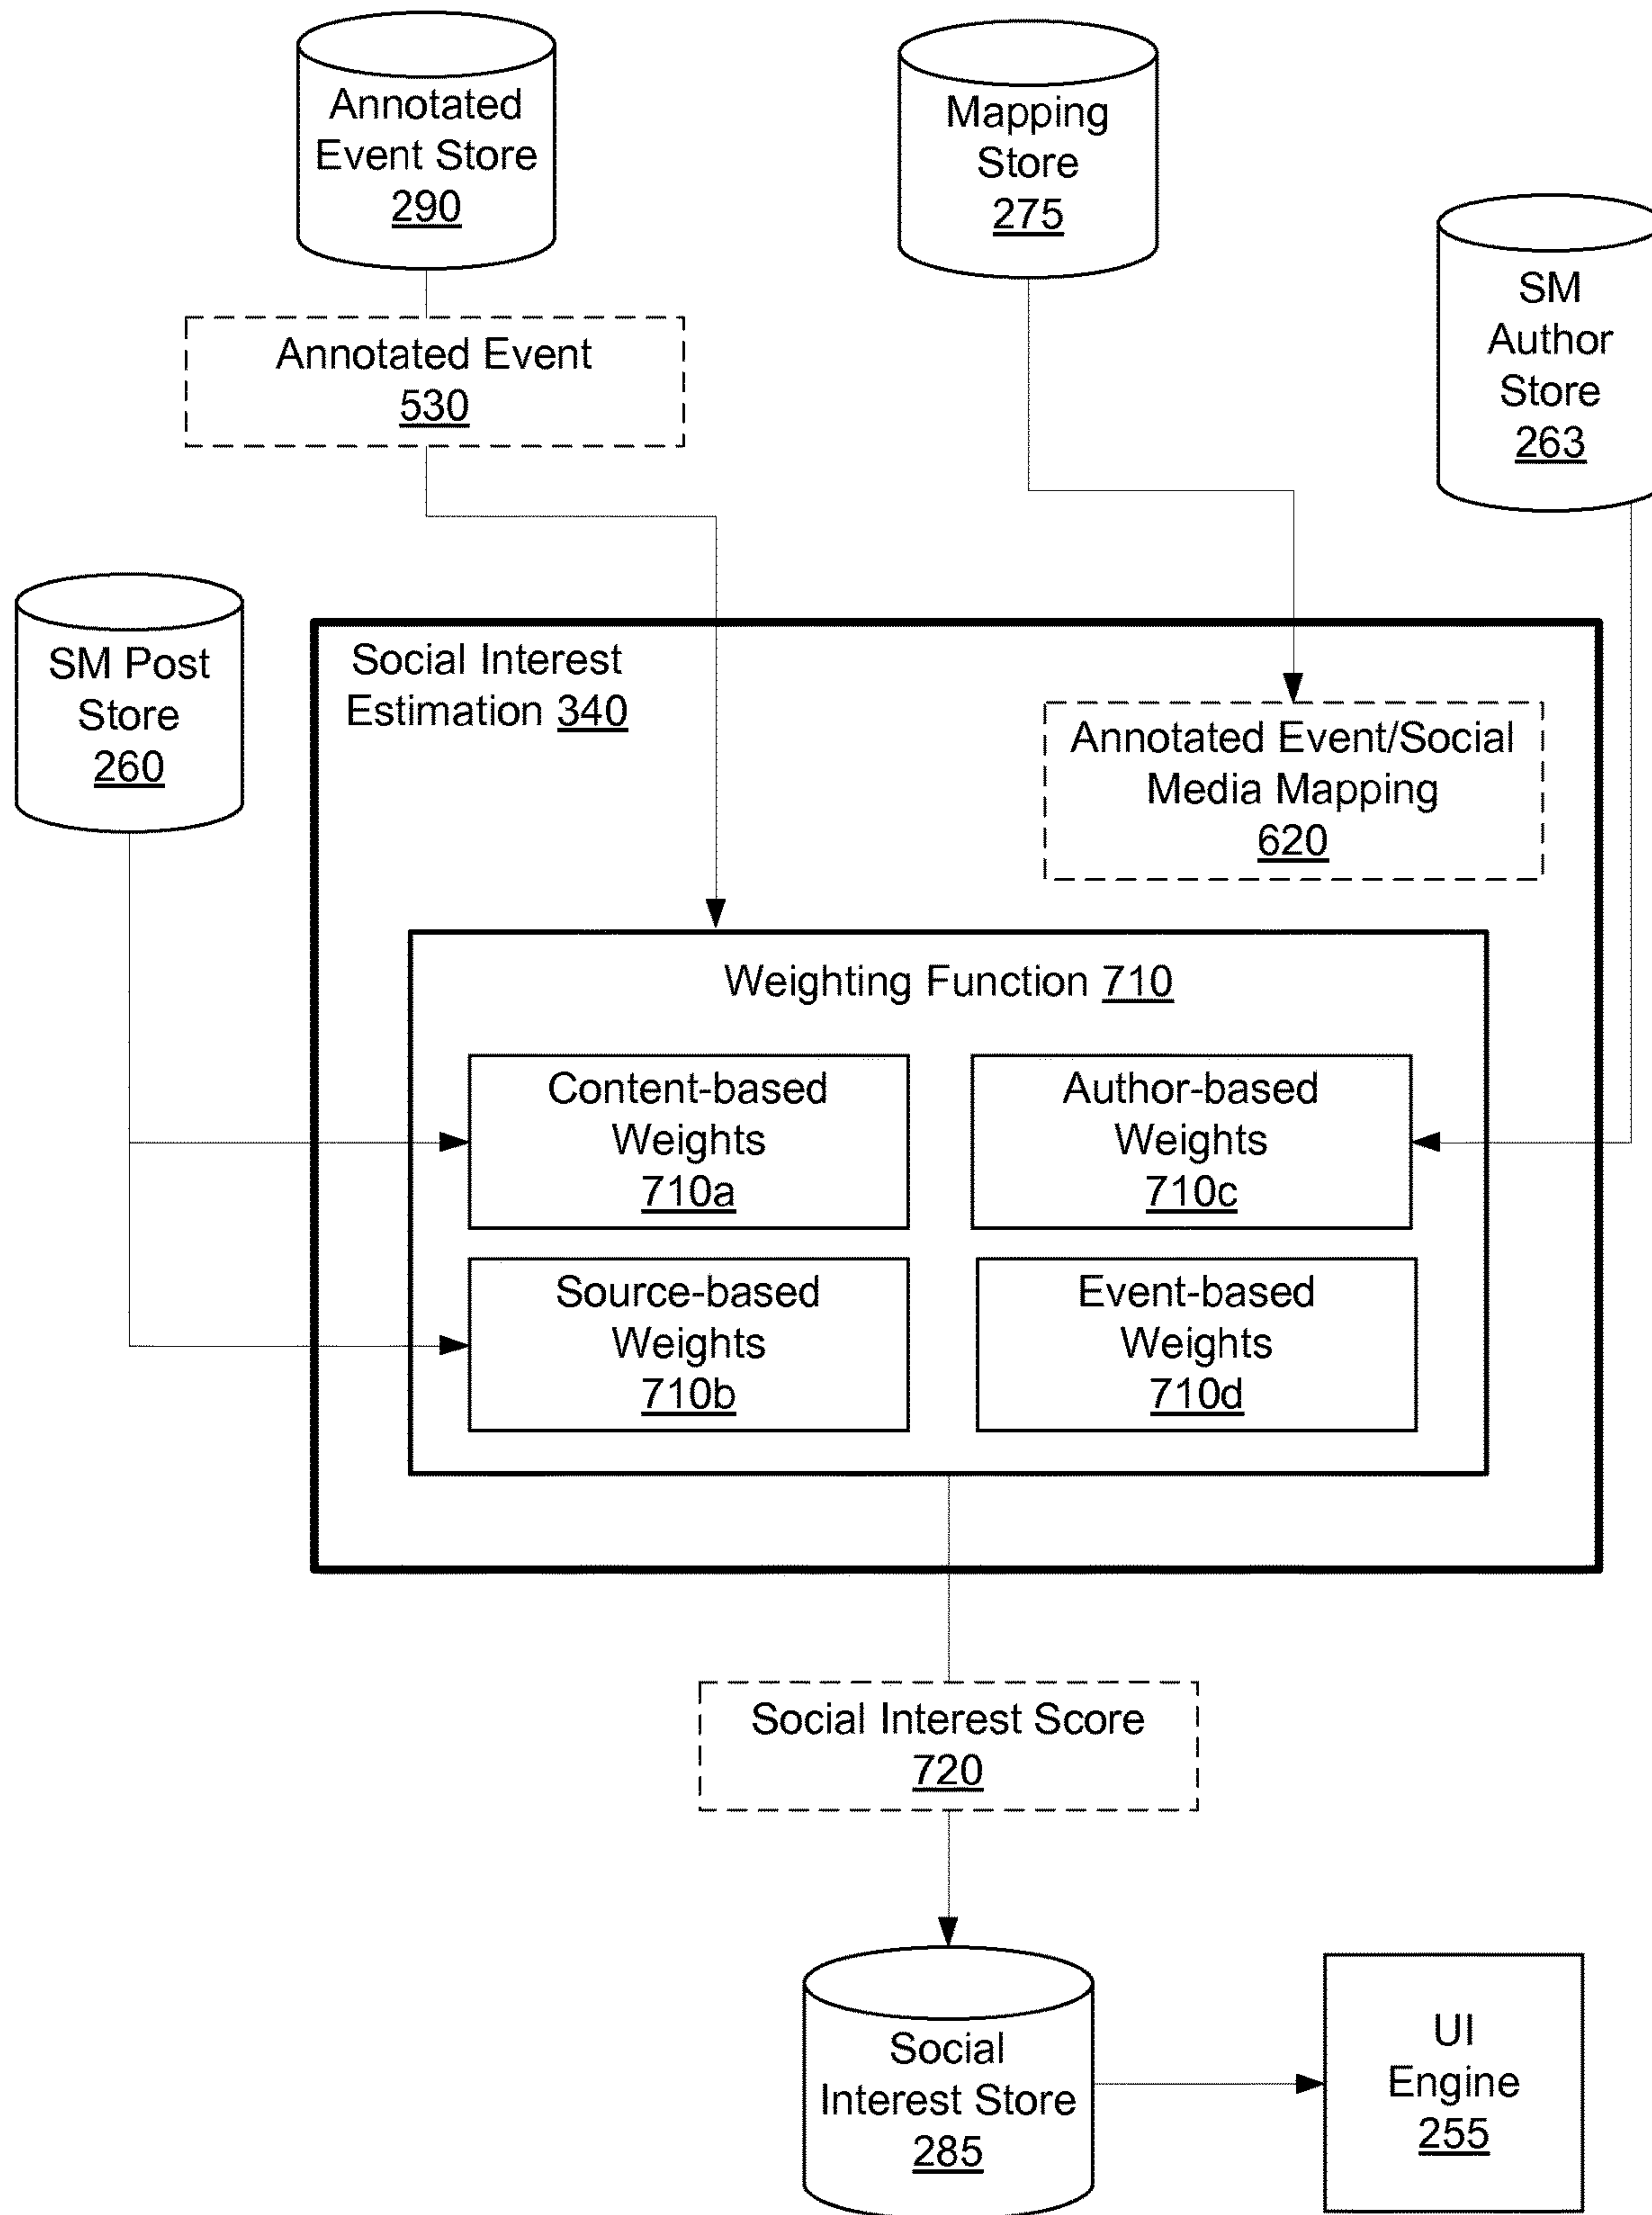 Annotated
Event Store
290
Mapping
Store
275
SM
Author
Store
263
Annotated Event
530
SM Post
Store
260
Social Interest
Estimation 340
Annotated Event/Social
Media Mapping
620
Weighting Function 710
Content-based
Weights
710a
Author-based
Weights
710c
Source-based
Weights
710b
Event-based
Weights
710d
Social Interest Score
720
Social
Interest Store
285
UI
Engine
255